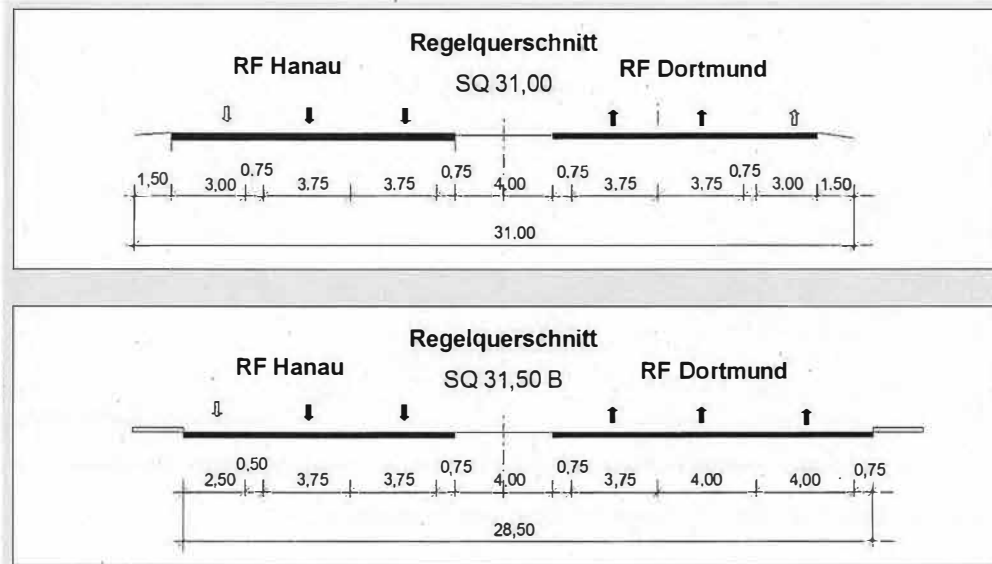 Regelquerschnitt
RF Hanau RF Dortmund
SQ 31,00
0,75 0,75 0,75 0,75
1,50 3,00 3,75 3,75 4,00 3,75 3,75 3,00 1.50
31.00
Regelquerschnitt
RF Hanau RF Dortmund
SQ 31,50 B
0,50 0,75 0,75 0,75
2,50 3,75 3,75 4,00 3,75 4,00 4,00
28,50